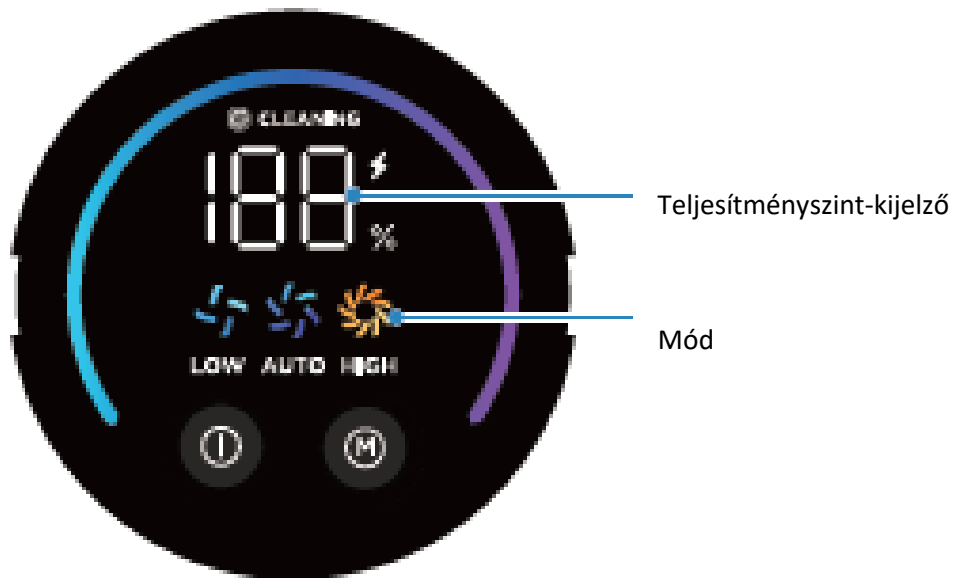 CLEANING
188
%
Teljesítményszint-kijelző
Mód
LOW AUTO HIGH
M